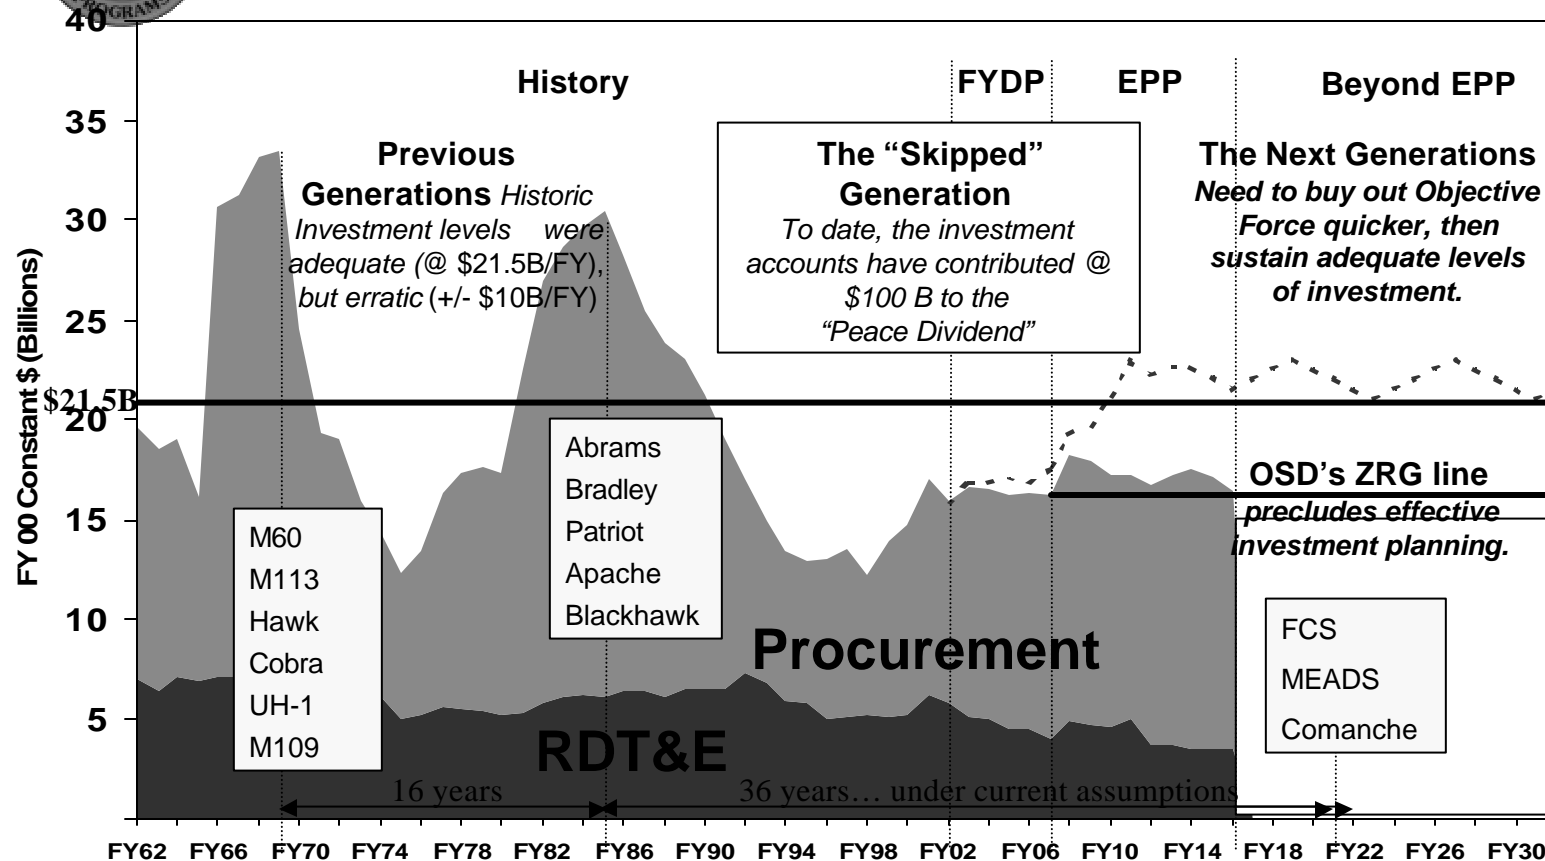 PROGRAMS
40
35
30
25
20
15
10
5
FY 00 Constant $ (Billions)
$21.5B
History
FYDP
EPP
Beyond EPP
Previous
Generations Historic
Investment levels were
adequate (@ $21.5B/FY),
but erratic (+/- $10B/FY)
The “Skipped”
Generation
To date, the investment
accounts have contributed @
$100 B to the
“Peace Dividend”
The Next Generations
Need to buy out Objective
Force quicker, then
sustain adequate levels
of investment.
OSD’s ZRG line
precludes effective
investment planning.
M60
M113
Hawk
Cobra
UH-1
M109
Abrams
Bradley
Patriot
Apache
Blackhawk
FCS
MEADS
Comanche
Procurement
RDT&E
16 years
36 years… under current assumptions
FY62 FY66 FY70 FY74 FY78 FY82 FY86 FY90 FY94 FY98 FY02 FY06 FY10 FY14 FY18 FY22 FY26 FY30